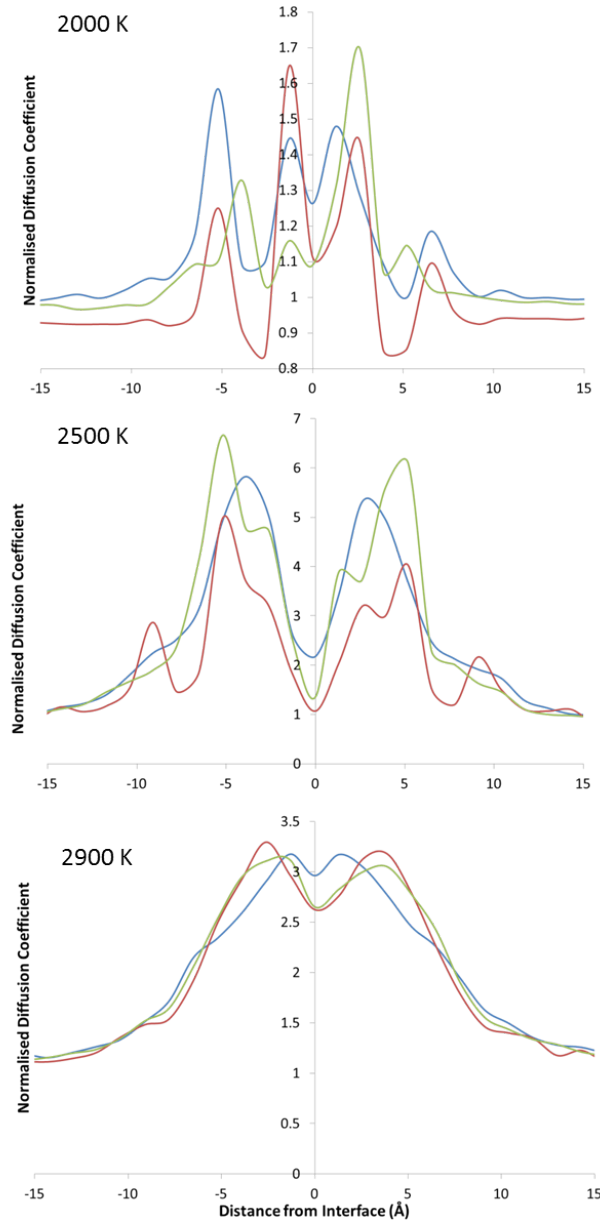 2000 K
Normalised Diffusion Coefficient
1.8
1.7
1.6
1.5
1.4
1.3
1.2
1.1
1
0.9
0.8
-15 -10 -5 0 5 10 15
2500 K
Normalised Diffusion Coefficient
7
6
5
4
3
2
1
0
-15 -10 -5 0 5 10 15
2900 K
Normalised Diffusion Coefficient
3.5
3
2.5
2
1.5
1
0.5
0
-15 -10 -5 0 5 10 15
Distance from Interface (Å)